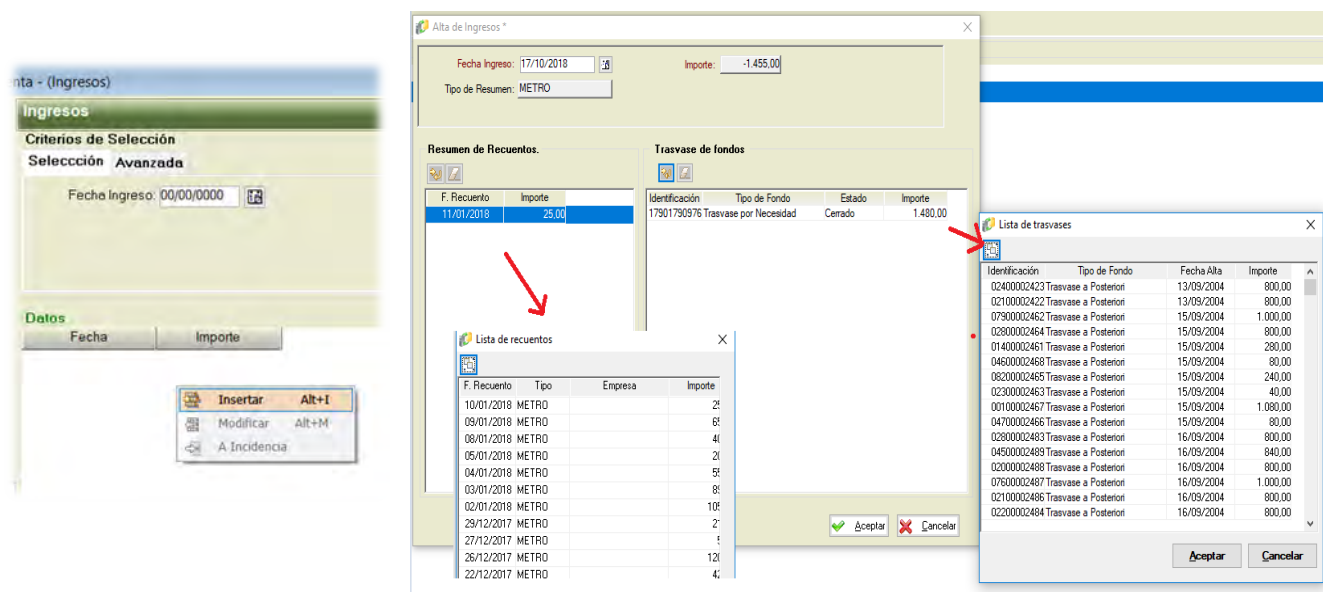 nta - (Ingresos)
Ingresos
Criterios de Selección
Seleccción Avanzada
Fecha Ingreso: 00/00/0000
Datos
Fecha Importe
Insertar Alt+I
Modificar Alt+M
A Incidencia
Alta de Ingresos *
Fecha Ingreso: 17/10/2018 Importe: -1.455,00
Tipo de Resumen: METRO
Resumen de Recuentos.
F. Recuento Importe
11/01/2018 25,00
Trasvase de fondos
Identificación Tipo de Fondo Estado Importe
17901790976 Trasvase por Necesidad Cerrado 1.480,00
Aceptar Cancelar
Lista de recuentos
F. Recuento Tipo Empresa Importe
10/01/2018 METRO
09/01/2018 METRO
08/01/2018 METRO
05/01/2018 METRO
04/01/2018 METRO
03/01/2018 METRO
02/01/2018 METRO
29/12/2017 METRO
27/12/2017 METRO
26/12/2017 METRO
22/12/2017 METRO
Lista de trasvases
Identificación Tipo de Fondo Fecha Alta Importe
02400002423 Trasvase a Posteriori 13/09/2004 800,00
02100002422 Trasvase a Posteriori 13/09/2004 800,00
07900002462 Trasvase a Posteriori 15/09/2004 1.000,00
02800002464 Trasvase a Posteriori 15/09/2004 800,00
01400002461 Trasvase a Posteriori 15/09/2004 280,00
04600002468 Trasvase a Posteriori 15/09/2004 80,00
08200002465 Trasvase a Posteriori 15/09/2004 240,00
02300002463 Trasvase a Posteriori 15/09/2004 40,00
00100002467 Trasvase a Posteriori 15/09/2004 1.080,00
04700002466 Trasvase a Posteriori 15/09/2004 80,00
02800002483 Trasvase a Posteriori 16/09/2004 800,00
04500002489 Trasvase a Posteriori 16/09/2004 840,00
02000002488 Trasvase a Posteriori 16/09/2004 800,00
07600002487 Trasvase a Posteriori 16/09/2004 1.000,00
02100002486 Trasvase a Posteriori 16/09/2004 800,00
02200002484 Trasvase a Posteriori 16/09/2004 800,00
Aceptar Cancelar